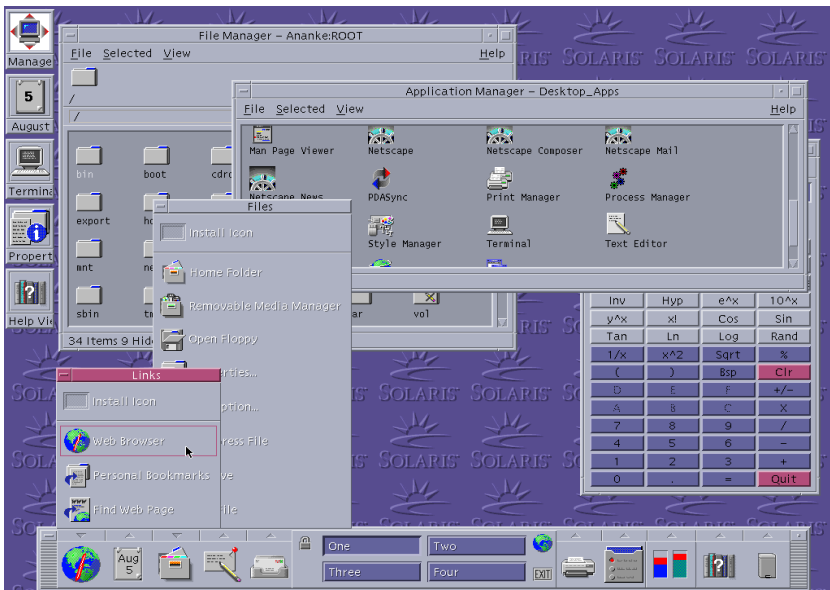 File Manager – Ananke:ROOT
File Selected View Help
/
/
bin
boot
export
mnt
sbin
vol
34 Items 9
Application Manager – Desktop_Apps
File Selected View Help
Man Page Viewer
Netscape
Netscape Composer
Netscape Mail
Netscape News
PDASync
Print Manager
Process Manager
Style Manager
Terminal
Text Editor
Manage
5
August
Termina
Propert
Help Vie
Files
Install Icon
Home Folder
Removable Media Manager
Open Floppy
Links
Install Icon
Web Browser
Personal Bookmarks
Find Web Page
Inv Hyp e^x 10^x
y^x x! Cos Sin
Tan Ln Log Rand
1/x x^2 Sqrt %
( ) Bsp Clr
D E F +/-
A B C X
7 8 9 /
4 5 6 -
1 2 3 +
0 . = Quit
Aug
5
One
Two
Three
Four
EXIT
SOLARIS